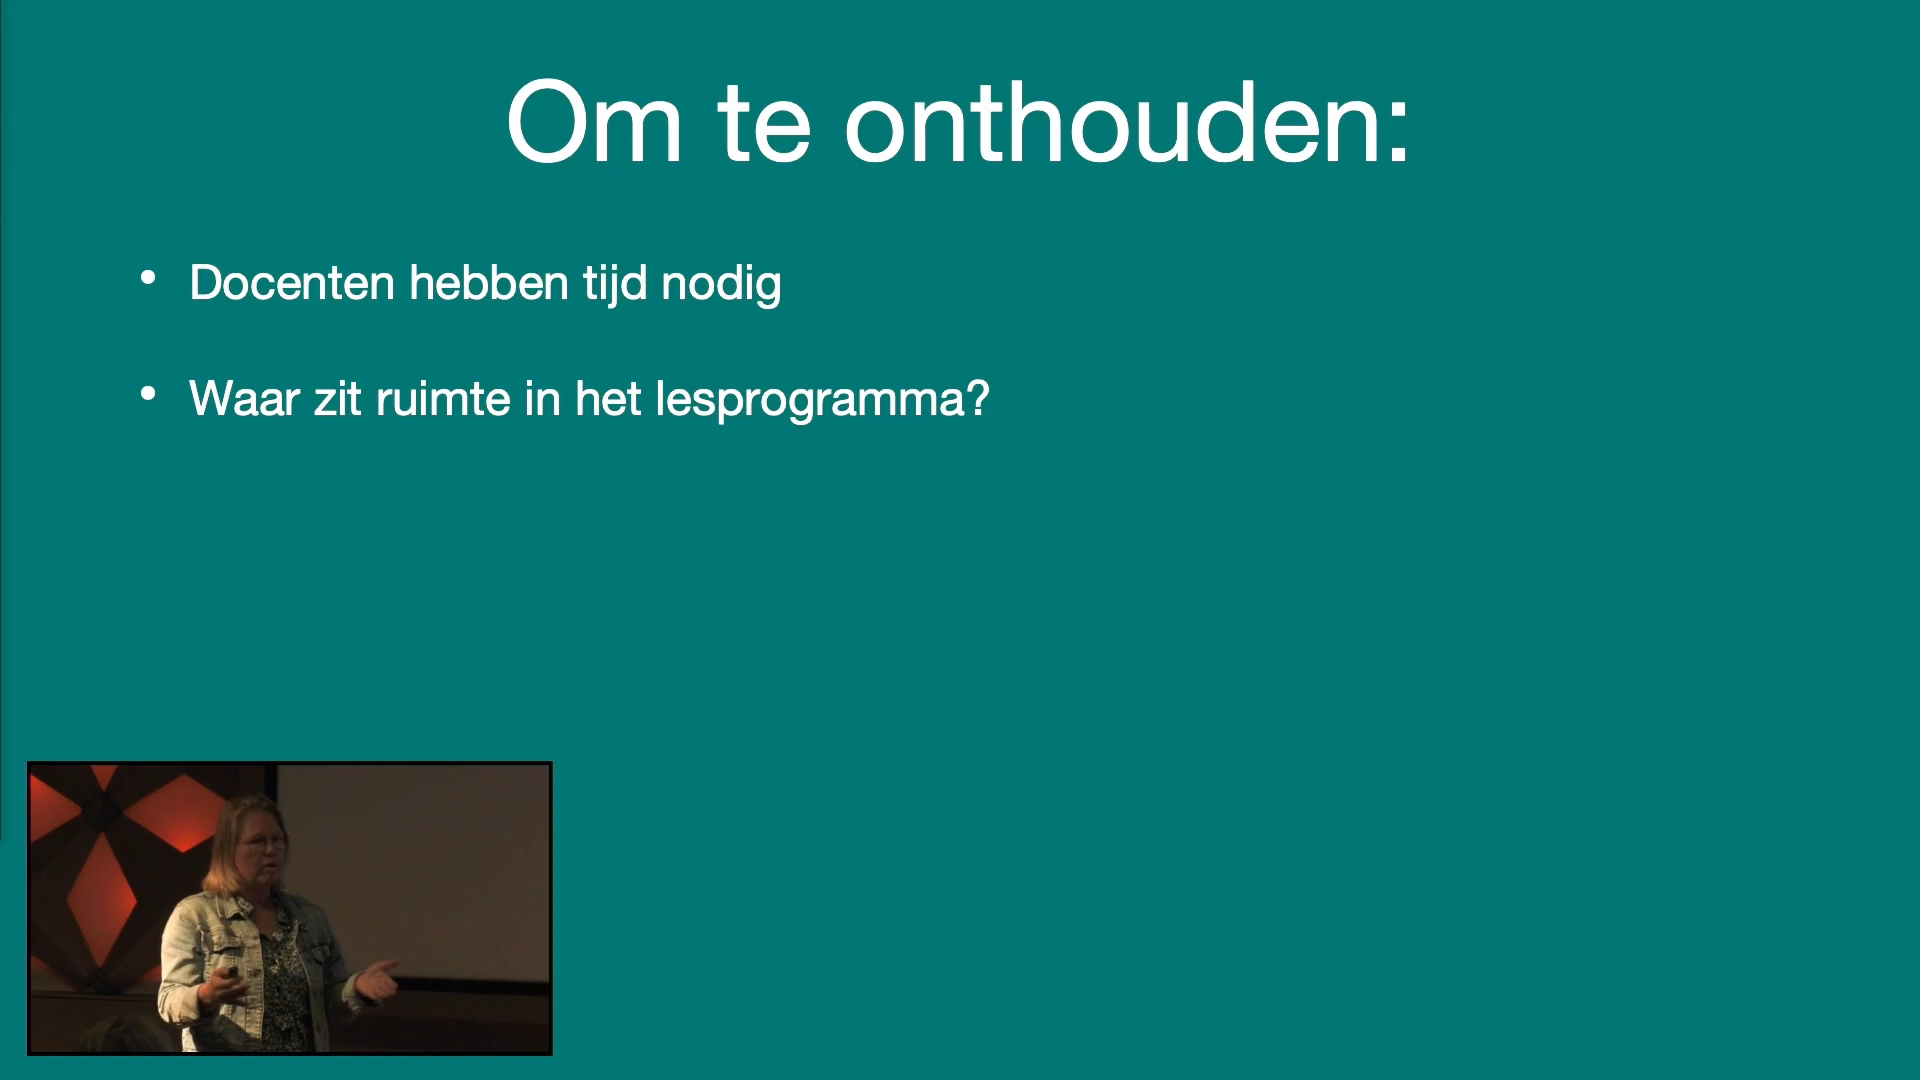 Om te onthouden:
• Docenten hebben tijd nodig
• Waar zit ruimte in het lesprogramma?